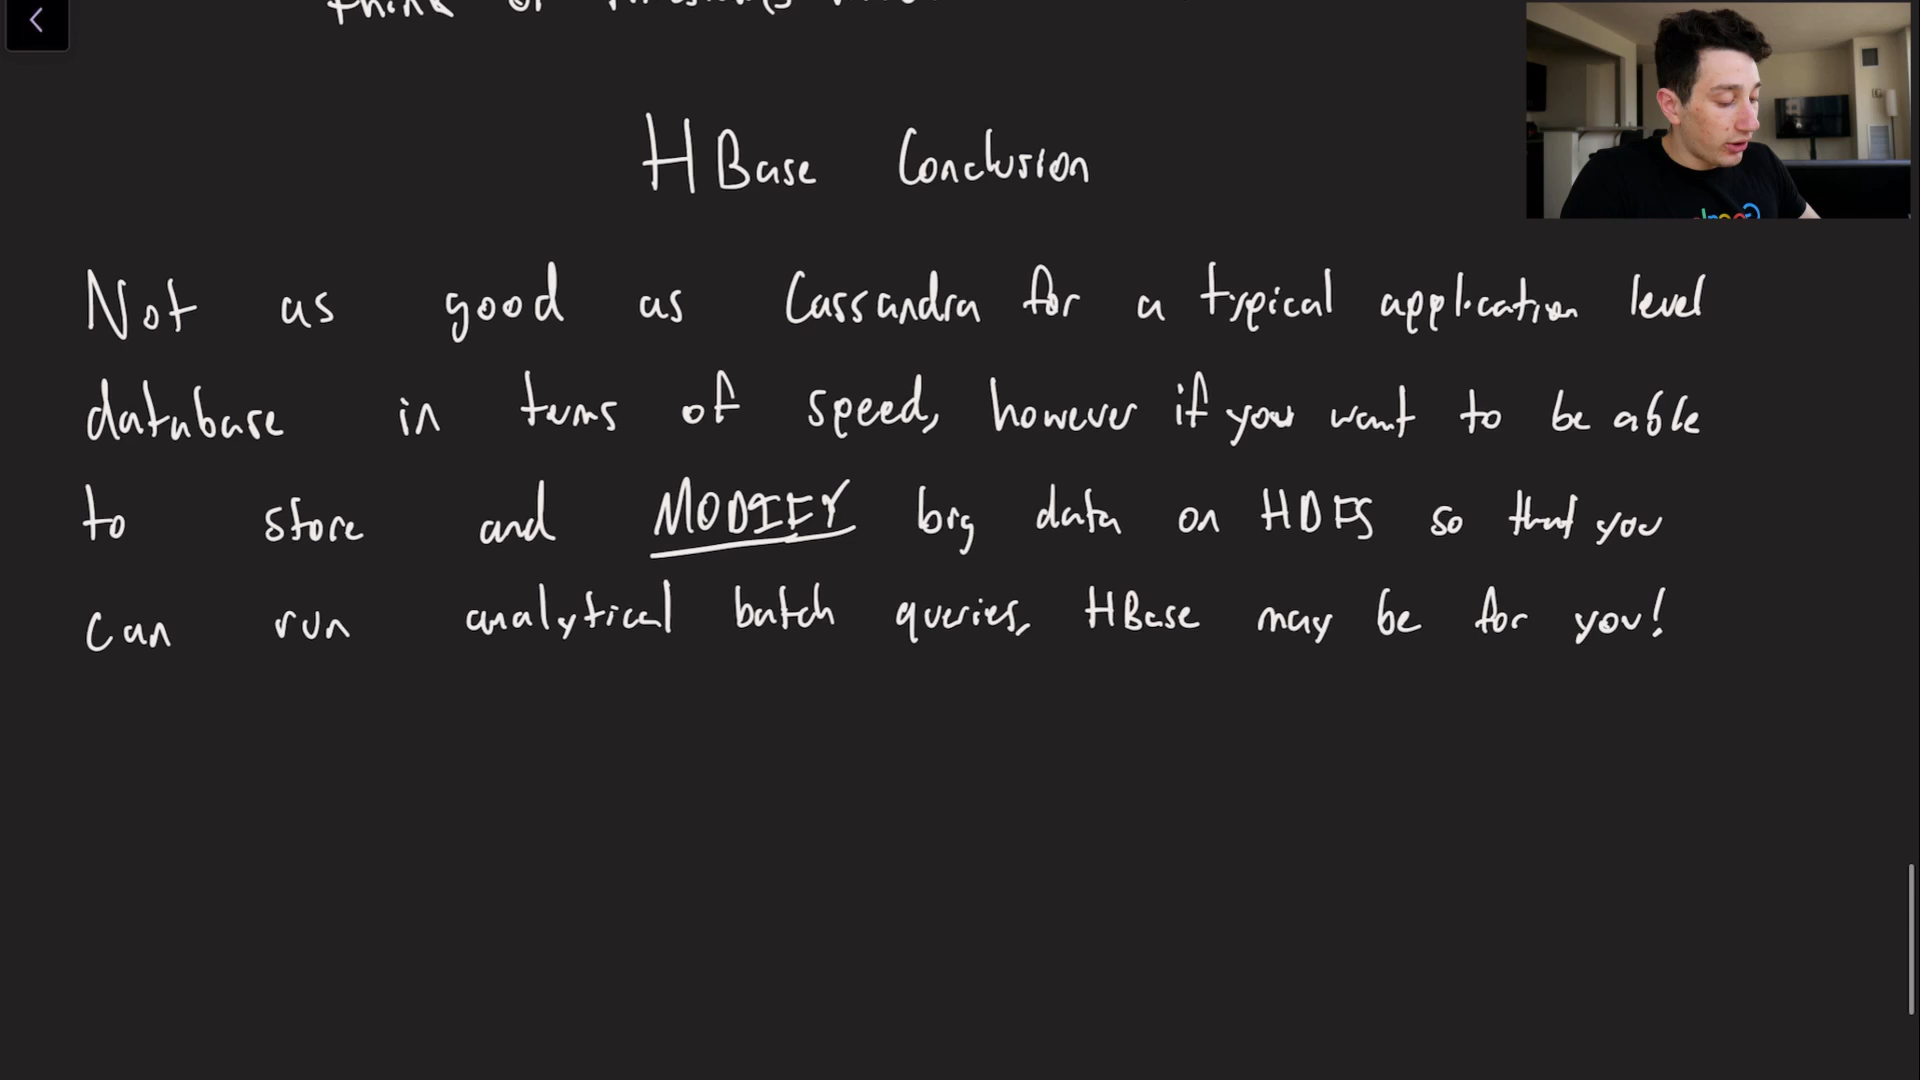 think of
HBase Conclusion
Not as good as Cassandra for a typical application level
database in terms of speed, however if you want to be able
to store and MODIFY big data on HDFS so that you
can run analytical batch queries, HBase may be for you!